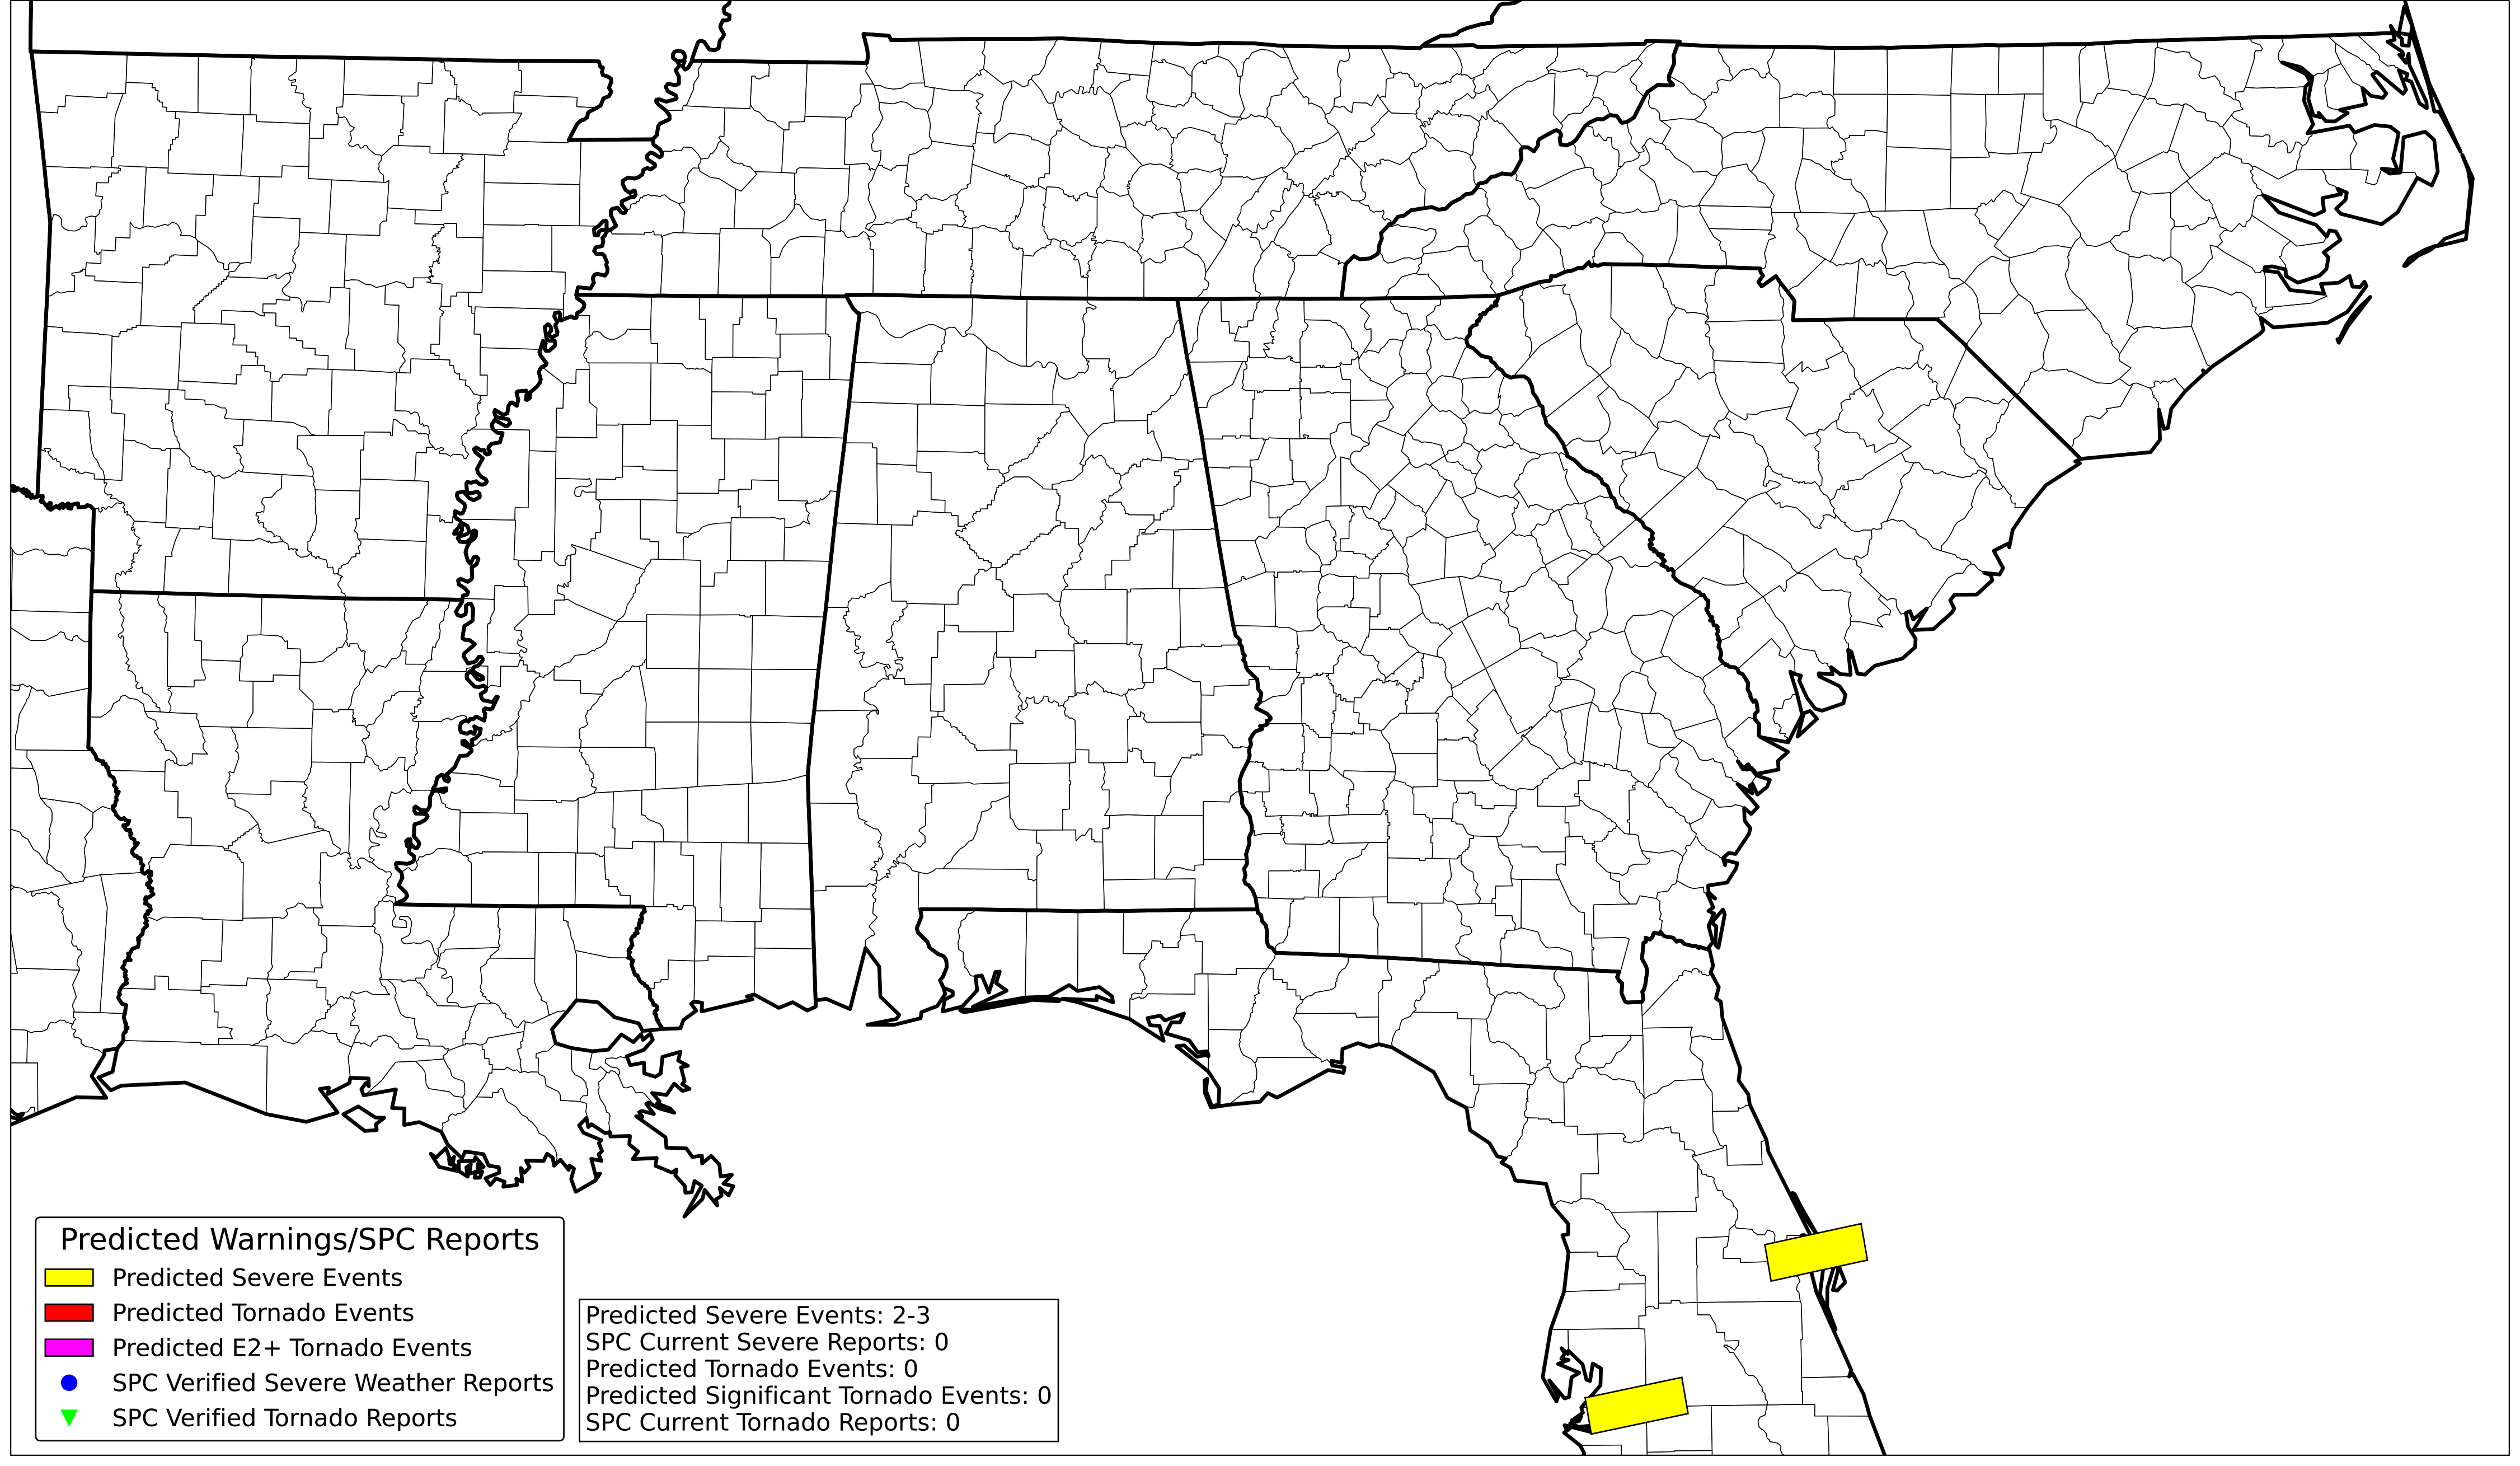 Predicted Warnings/SPC Reports
Predicted Severe Events
Predicted Tornado Events
Predicted E2+ Tornado Events
SPC Verified Severe Weather Reports
SPC Verified Tornado Reports
Predicted Severe Events: 2-3
SPC Current Severe Reports: 0
Predicted Tornado Events: 0
Predicted Significant Tornado Events: 0
SPC Current Tornado Reports: 0